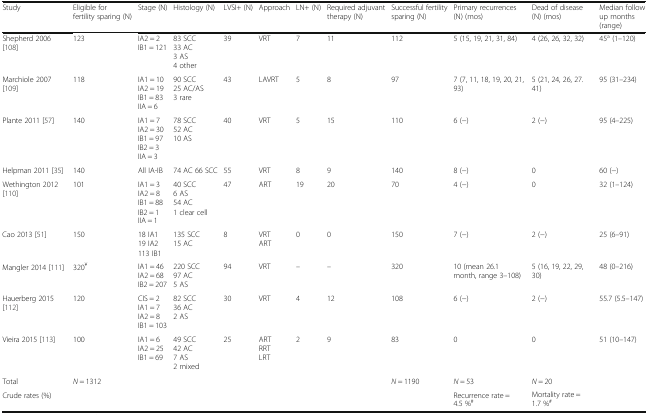 Study Eligible for fertility sparing (N) Stage (N) Histology (N) LVSI+ (N) Approach LN+ (N) Required adjuvant therapy (N) Successful fertility sparing (N) Primary recurrences (N) (mos) Dead of disease (N) (mos) Median follow up months (range)
Shepherd 2006 [108] 123 IA2 = 2 IB1 = 121 83 SCC 33 AC 3 AS 4 other 39 VRT 7 11 112 5 (15, 19, 21, 31, 84) 4 (26, 26, 32, 32) 45ᵃ (1–120)
Marchiole 2007 [109] 118 IA1 = 10 IA2 = 19 IB1 = 83 IIA = 6 90 SCC 25 AC/AS 3 rare 43 LAVRT 5 8 97 7 (7, 11, 18, 19, 20, 21, 93) 5 (21, 24, 26, 27. 41) 95 (31–234)
Plante 2011 [57] 140 IA1 = 7 IA2 = 30 IB1 = 97 IB2 = 3 IIA = 3 78 SCC 52 AC 10 AS 40 VRT 5 15 110 6 (−) 2 (−) 95 (4–225)
Helpman 2011 [35] 140 All IA-IB 74 AC 66 SCC 55 VRT 8 9 140 8 (−) 0 60 (−)
Wethington 2012 [110] 101 IA1 = 3 IA2 = 8 IB1 = 88 IB2 = 1 IIA = 1 40 SCC 6 AS 54 AC 1 clear cell 47 ART 19 20 70 4 (−) 0 32 (1–124)
Cao 2013 [51] 150 18 IA1 19 IA2 113 IB1 135 SCC 15 AC 8 VRT ART 0 0 150 7 (−) 2 (−) 25 (6–91)
Mangler 2014 [111] 320# IA1 = 46 IA2 = 68 IB2 = 207 220 SCC 97 AC 5 AS 94 VRT – – 320 10 (mean 26.1 month, range 3–108) 5 (16, 19, 22, 29, 30) 48 (0–216)
Hauerberg 2015 [112] 120 CIS = 2 IA1 = 7 IA2 = 8 IB1 = 103 82 SCC 36 AC 2 AS 30 VRT 4 12 108 6 (−) 2 (−) 55.7 (5.5–147)
Vieira 2015 [113] 100 IA1 = 6 IA2 = 25 IB1 = 69 49 SCC 42 AC 7 AS 2 mixed 25 ART RRT LRT 2 9 83 0 0 51 (10–147)
Total N = 1312 N = 1190 N = 53 N = 20
Crude rates (%) Recurrence rate = 4.5 %# Mortality rate = 1.7 %#